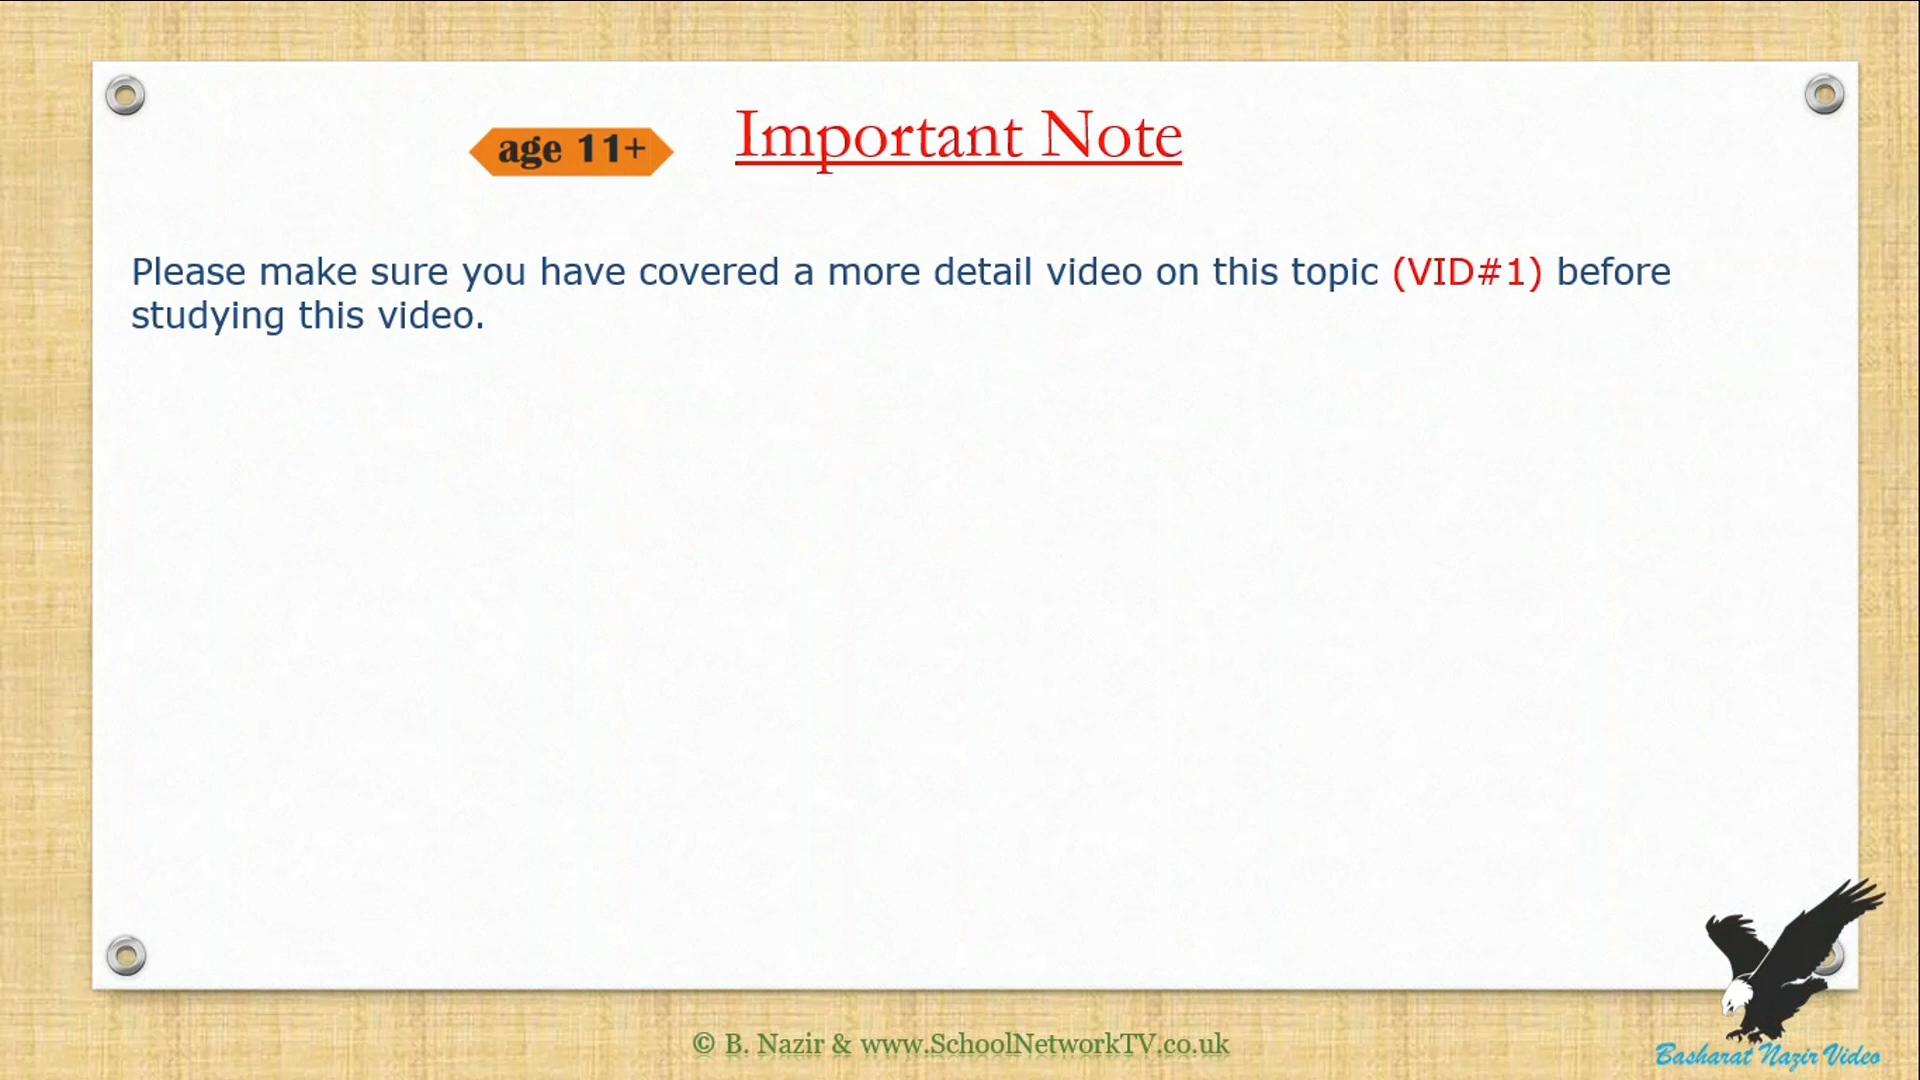 age 11+
Important Note
Please make sure you have covered a more detail video on this topic (VID#1) before
studying this video.
© B. Nazir & www.SchoolNetworkTV.co.uk
Basharat Nazir Video